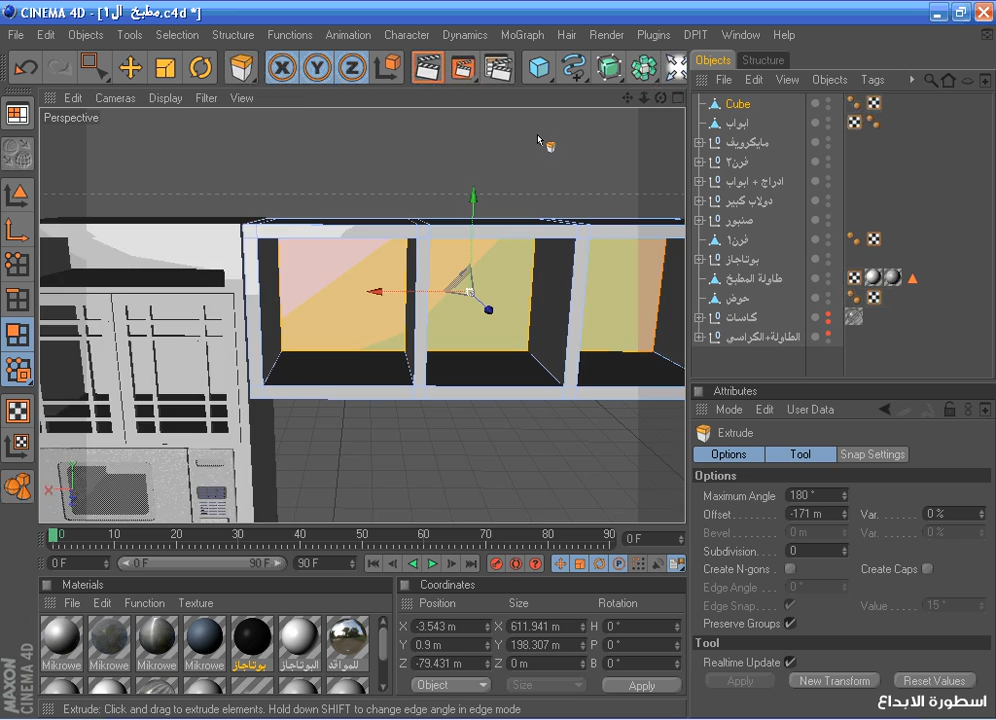 CINEMA 4D - [مطبخ ال1.c4d *]
File Edit Objects Tools Selection Structure Functions Animation Character Dynamics MoGraph Hair Render Plugins DPIT Window Help
Edit Cameras Display Filter View
Perspective
Objects Structure
File Edit View Objects Tags
Cube
ابواب
مايكرويف
فرن٢
ادراج + ابواب
دولاب كبير
صنبور
فرن١
بوتاجاز
طاولة المطبخ
حوض
كاسات
الطاولة+الكراسي
Attributes
Mode Edit User Data
Extrude
Options Tool Snap Settings
Options
Maximum Angle 180 °
Offset -171 m Var. 0 %
Bevel 0 m Var. 0 %
Subdivision 0
Create N-gons Create Caps
Edge Angle 0 °
Edge Snap Value 15 °
Preserve Groups
Tool
Realtime Update
Apply New Transform Reset Values
0 10 20 30 40 50 60 70 80 90 0 F
0 F 0 F 90 F 90 F
Materials
File Edit Function Texture
Mikrowe Mikrowe Mikrowe Mikrowe بوتاجاز البوتاجاز للمواقد
Coordinates
Position Size Rotation
X -3.543 m X 611.941 m H 0 °
Y 0.9 m Y 198.307 m P 0 °
Z -79.431 m Z 0 m B 0 °
Object Size Apply
MAXON CINEMA 4D
Extrude: Click and drag to extrude elements. Hold down SHIFT to change edge angle in edge mode
اسطورة الابداع
X Y Z